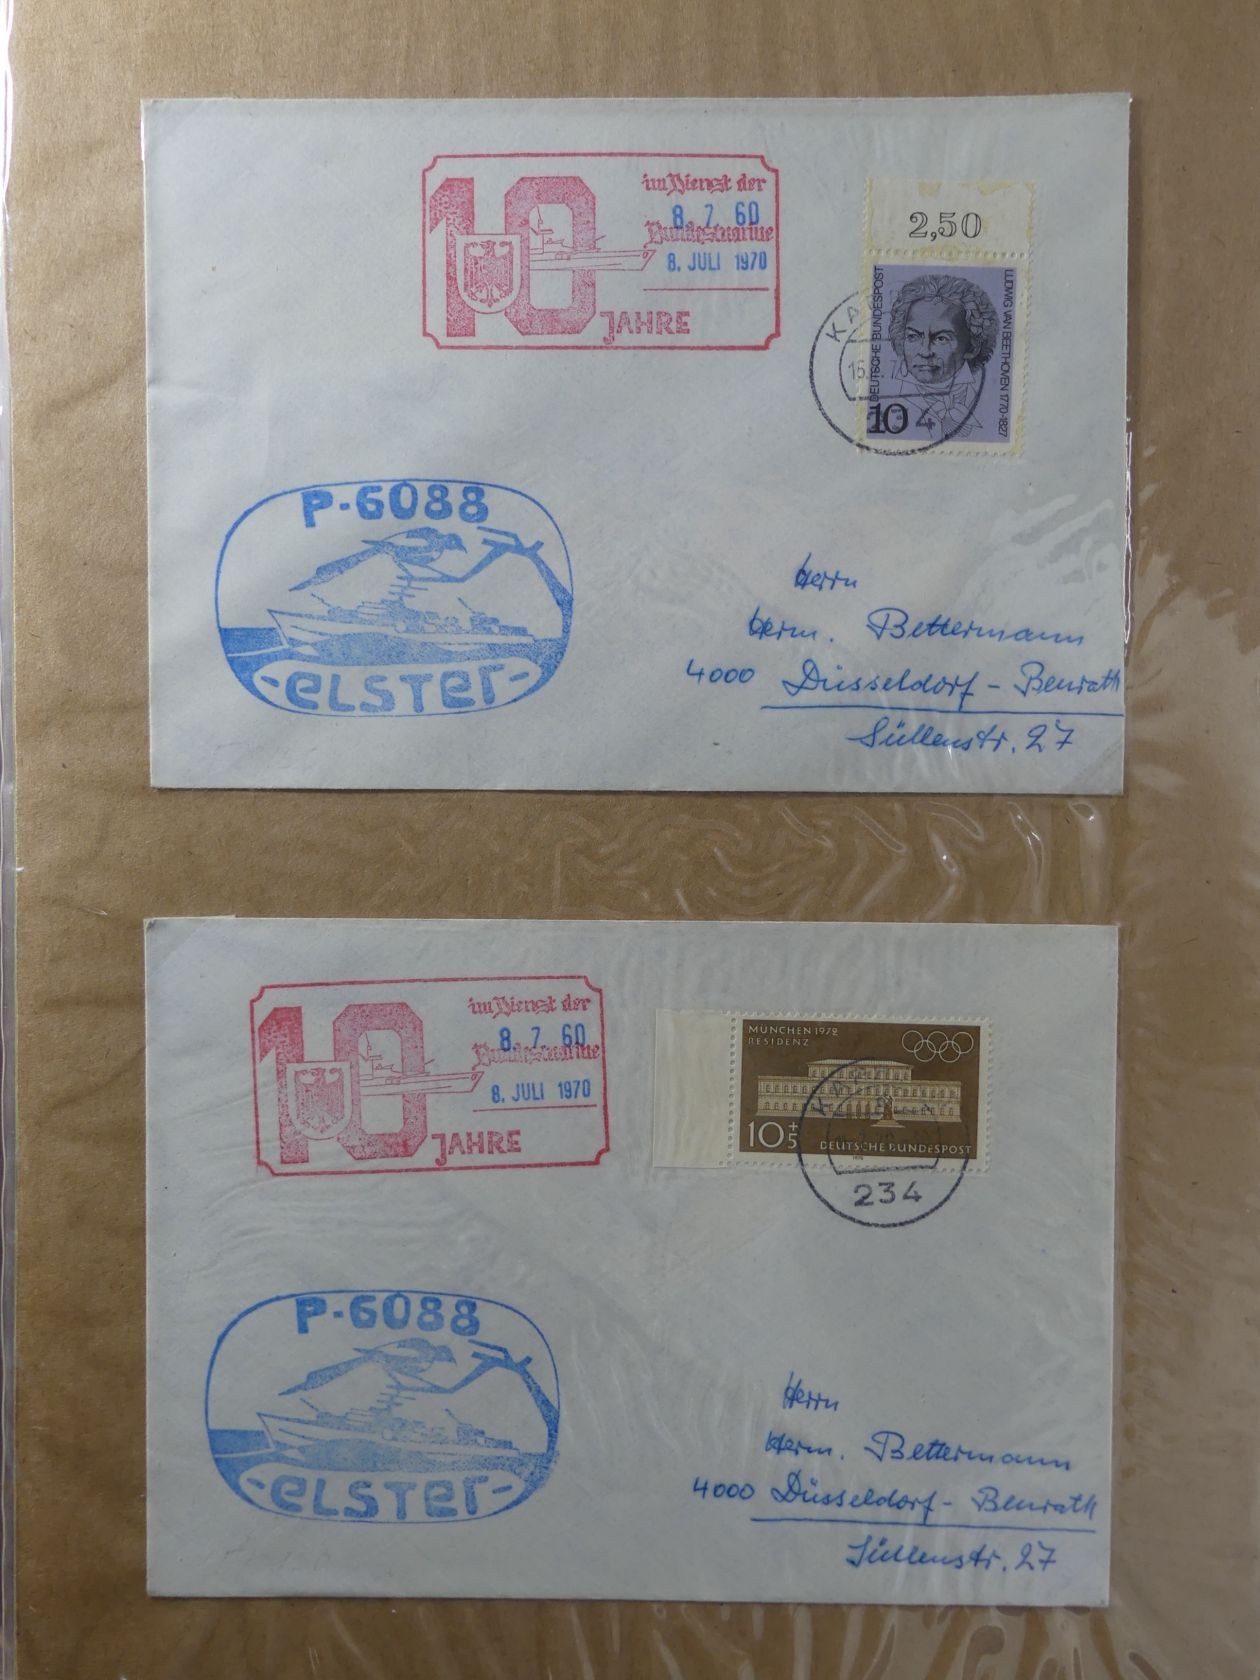 10
im Dienst der
8. 7. 60
Bundesmarine
8. JULI 1970
JAHRE
2,50
DEUTSCHE BUNDESPOST
LUDWIG VAN BEETHOVEN 1770-1827
10
P-6088
-ELSTER-
Herrn
Herm. Bettermann
4000 Düsseldorf - Benrath
Süllenstr. 27
10
im Dienst der
8. 7. 60
Bundesmarine
8. JULI 1970
JAHRE
MÜNCHEN 1972
RESIDENZ
10+5
DEUTSCHE BUNDESPOST
1970
234
P-6088
-ELSTER-
Herrn
Herm. Bettermann
4000 Düsseldorf - Benrath
Süllenstr. 27